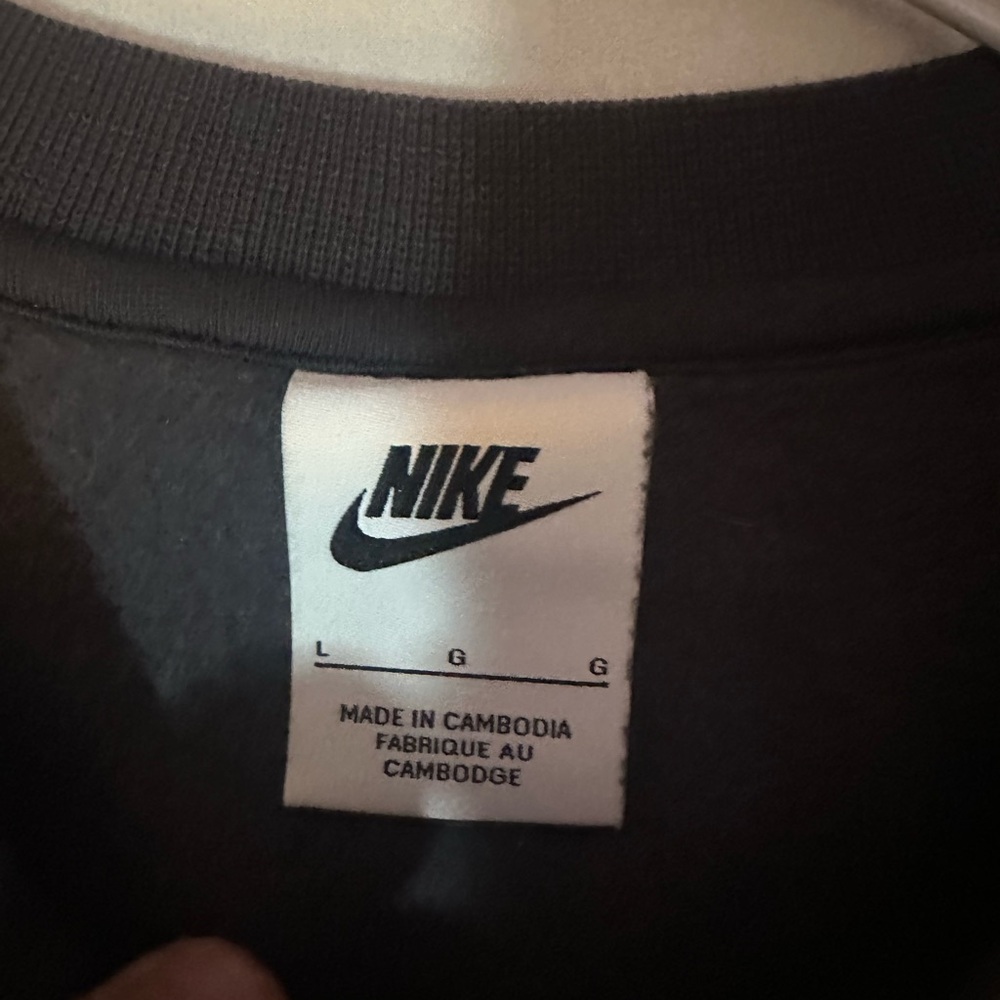 NIKE
L G G
MADE IN CAMBODIA
FABRIQUE AU
CAMBODGE